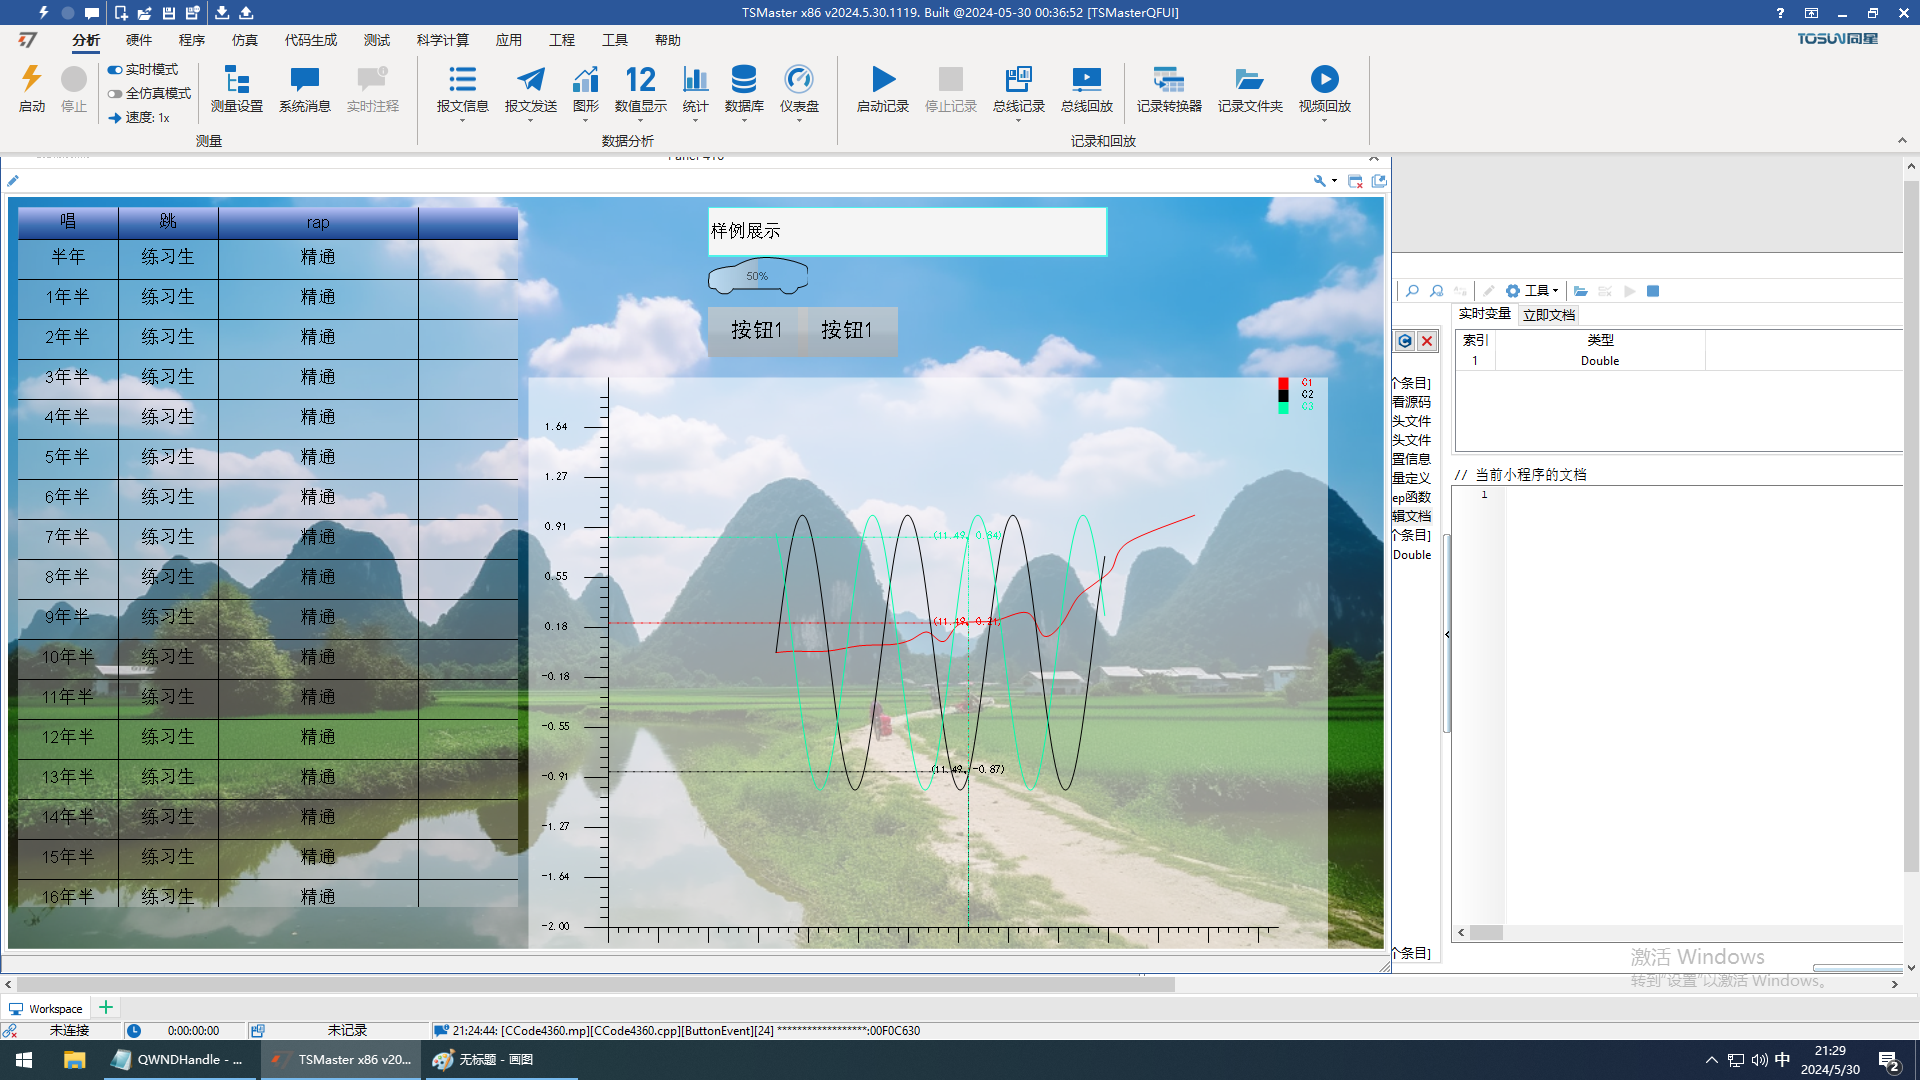 TSMaster x86 v2024.5.30.1119. Built @2024-05-30 00:36:52 [TSMasterQFUI]
分析 硬件 程序 仿真 代码生成 测试 科学计算 应用 工程 工具 帮助
TOSUN同星
启动 停止
实时模式
全仿真模式
速度: 1x
测量设置 系统消息 实时注释
报文信息 报文发送 图形 数值显示 统计 数据库 仪表盘
12
启动记录 停止记录 总线记录 总线回放 记录转换器 记录文件夹 视频回放
测量 数据分析 记录和回放
唱 跳 rap
半年 练习生 精通
1年半 练习生 精通
2年半 练习生 精通
3年半 练习生 精通
4年半 练习生 精通
5年半 练习生 精通
6年半 练习生 精通
7年半 练习生 精通
8年半 练习生 精通
9年半 练习生 精通
10年半 练习生 精通
11年半 练习生 精通
12年半 练习生 精通
13年半 练习生 精通
14年半 练习生 精通
15年半 练习生 精通
16年半 练习生 精通
样例展示
50%
按钮1 按钮1
C1
C2
C3
1.64
1.27
0.91
0.55
0.18
-0.18
-0.55
-0.91
-1.27
-1.64
-2.00
(11.49, 0.84)
(11.49, 0.21)
(11.49, -0.87)
工具
实时变量 立即文档
索引 类型
1 Double
个条目]
看源码
头文件
头文件
置信息
量定义
ep函数
辑文档
个条目]
Double
个条目]
// 当前小程序的文档
1
激活 Windows
转到"设置"以激活 Windows。
Workspace
未连接 0:00:00:00 未记录 21:24:44: [CCode4360.mp][CCode4360.cpp][ButtonEvent][24] ******************:00F0C630
QWNDHandle - ... TSMaster x86 v20... 无标题 - 画图
中
21:29
2024/5/30
2